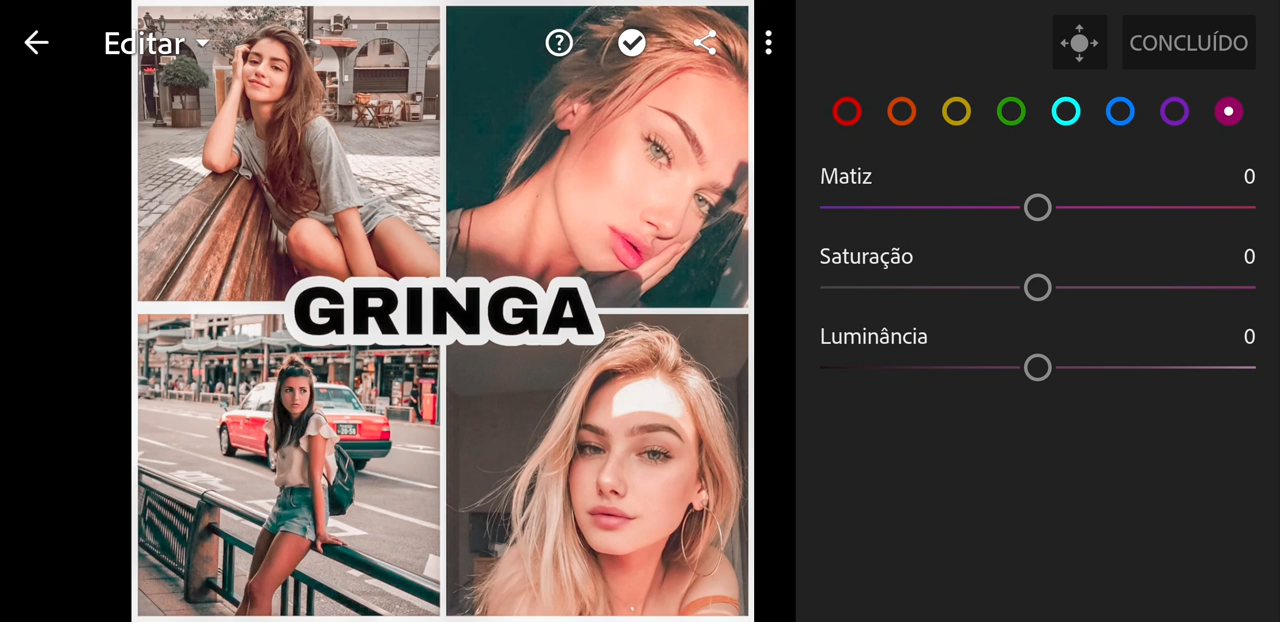 Editar
CONCLUÍDO
Matiz 0
Saturação 0
Luminância 0
GRINGA